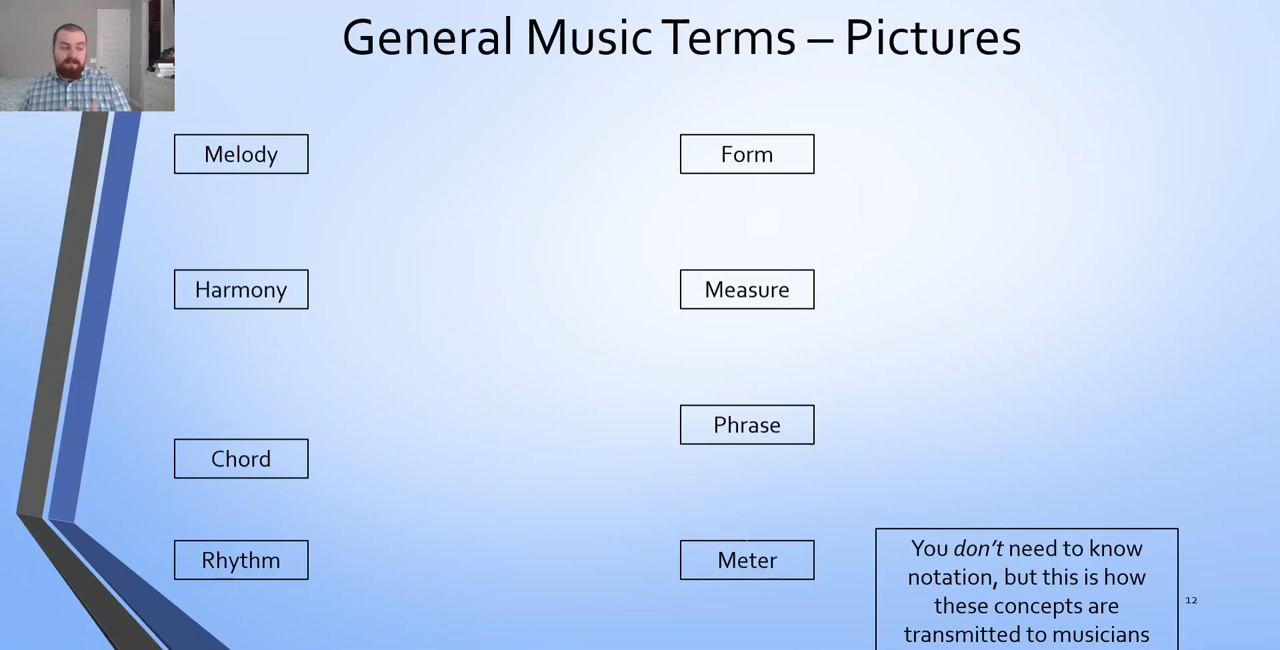 General Music Terms – Pictures
Melody
Harmony
Chord
Rhythm
Form
Measure
Phrase
Meter
You don't need to know
notation, but this is how
these concepts are
transmitted to musicians
12